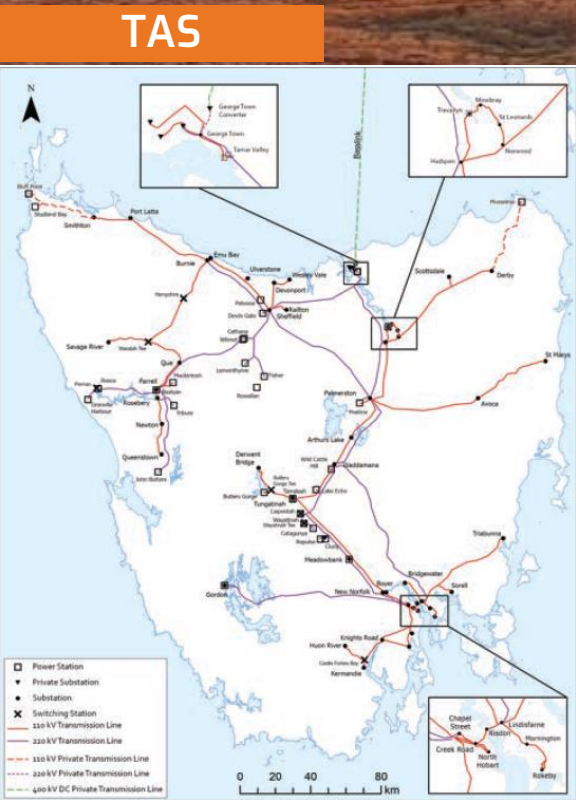 TAS
N
George Town
Converter
George Town
Tamar Valley
Basslink
Mowbray
Trevallyn
St Leonards
Norwood
Hadspen
Studland Bay
Port Latta
Smithton
Musselroe
Emu Bay
Burnie
Ulverstone
Wesley Vale
Devonport
Scottsdale
Derby
Hampshire
Paloona
Devils Gate
Railton
Sheffield
Savage River
Waratah Tee
Cethana
Wilmot
Lemonthyme
Fisher
Rowallan
Que
Mackintosh
Farrell
Reece
Rosebery
Tribute
Granville
Harbour
Newton
Queenstown
John Butters
St Marys
Palmerston
Poatina
Avoca
Arthurs Lake
Derwent
Bridge
Wild Cattle
Hill
Waddamana
Butlers
Gorge Tee
Butlers Gorge
Tarraleah
Lake Echo
Tungatinah
Liapootah
Wayatinah
Wayatinah Tee
Catagunya
Repulse
Cluny
Meadowbank
Triabunna
Gordon
New Norfolk
Boyer
Bridgewater
Sorell
Knights Road
Huon River
Castle Forbes Bay
Kermandie
Power Station
Private Substation
Substation
Switching Station
110 kV Transmission Line
220 kV Transmission Line
110 kV Private Transmission Line
220 kV Private Transmission Line
400 kV DC Private Transmission Line
0 20 40 80
km
Chapel
Street
Lindisfarne
Risdon
Mornington
Creek Road
North
Hobart
Rokeby